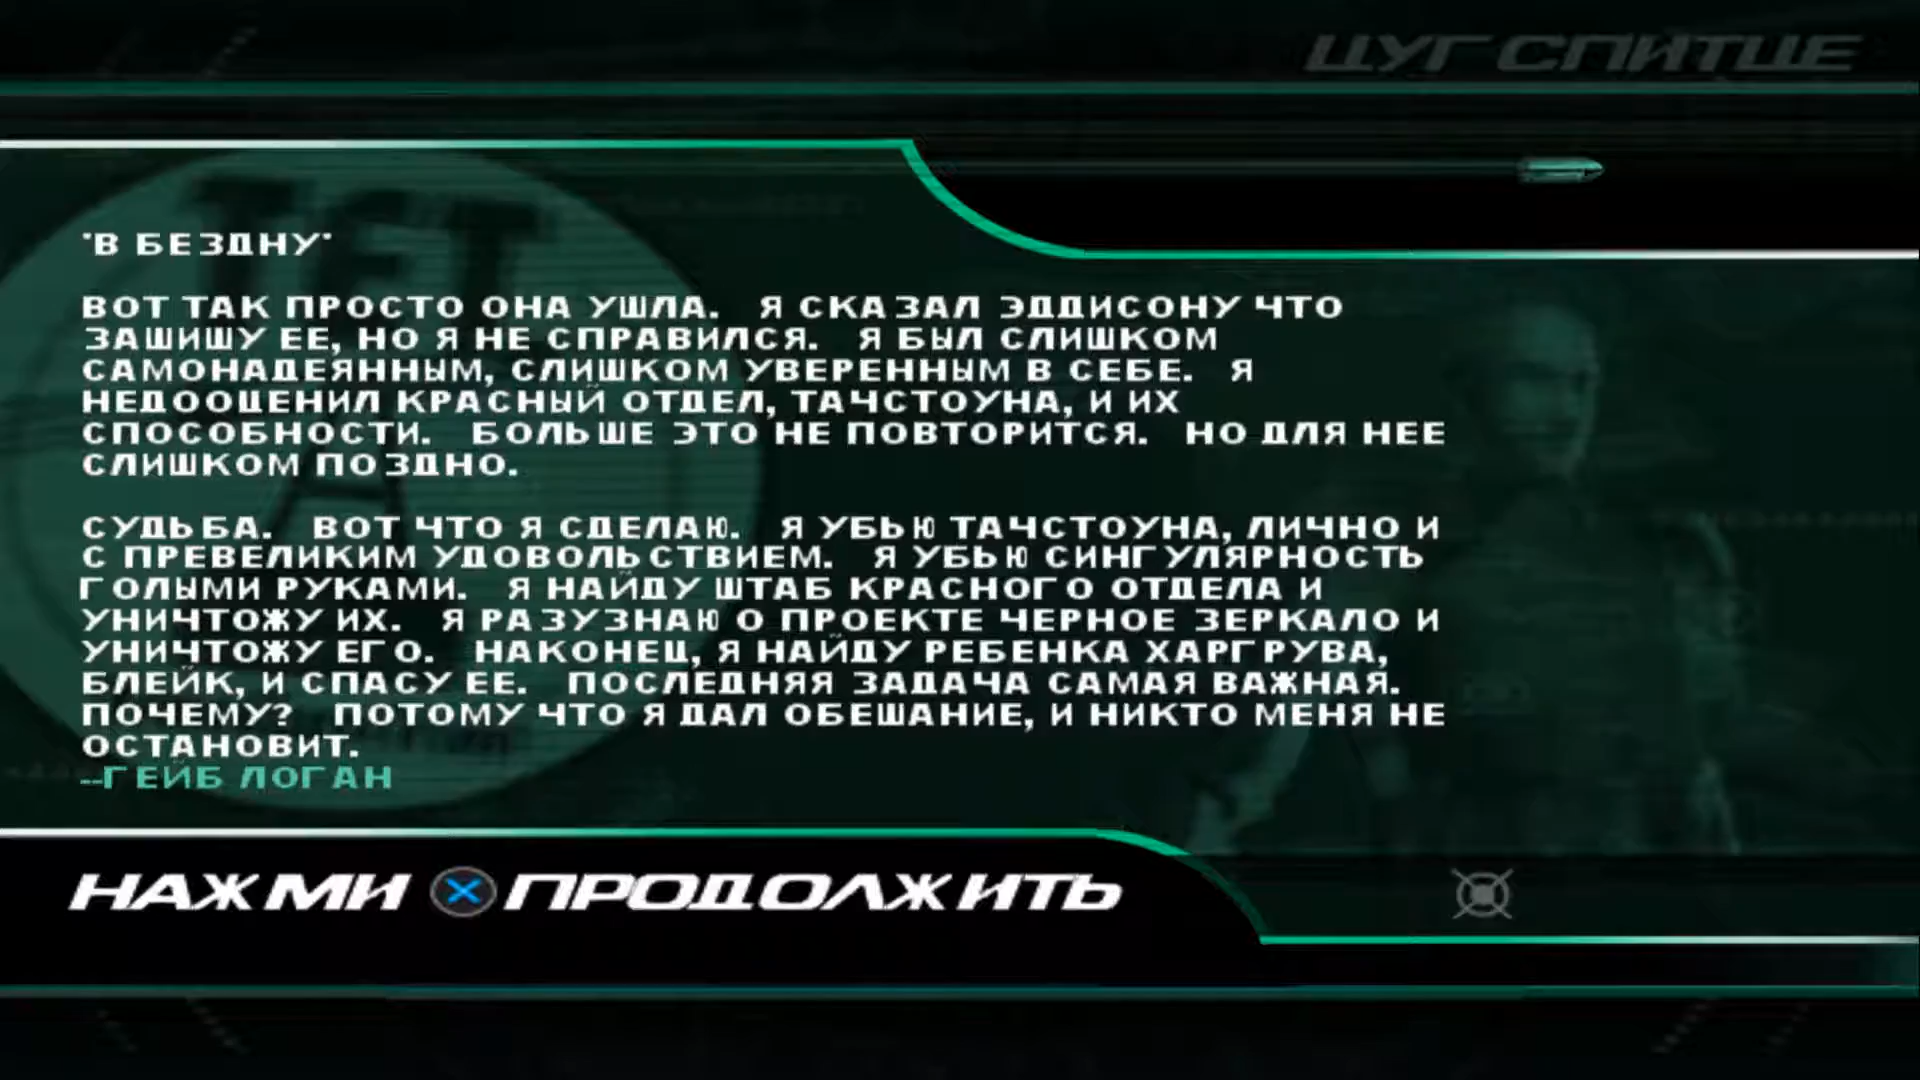 ЦУГ СПИТЦЕ
"В БЕЗДНУ"
ВОТ ТАК ПРОСТО ОНА УШЛА. Я СКАЗАЛ ЭДДИСОНУ ЧТО
ЗАШИШУ ЕЕ, НО Я НЕ СПРАВИЛСЯ. Я БЫЛ СЛИШКОМ
САМОНАДЕЯННЫМ, СЛИШКОМ УВЕРЕННЫМ В СЕБЕ. Я
НЕДООЦЕНИЛ КРАСНЫЙ ОТДЕЛ, ТАЧСТОУНА, И ИХ
СПОСОБНОСТИ. БОЛЬШЕ ЭТО НЕ ПОВТОРИТСЯ. НО ДЛЯ НЕЕ
СЛИШКОМ ПОЗДНО.
СУДЬБА. ВОТ ЧТО Я СДЕЛАЮ. Я УБЬЮ ТАЧСТОУНА, ЛИЧНО И
С ПРЕВЕЛИКИМ УДОВОЛЬСТВИЕМ. Я УБЬЮ СИНГУЛЯРНОСТЬ
ГОЛЫМИ РУКАМИ. Я НАЙДУ ШТАБ КРАСНОГО ОТДЕЛА И
УНИЧТОЖУ ИХ. Я РАЗУЗНАЮ О ПРОЕКТЕ ЧЕРНОЕ ЗЕРКАЛО И
УНИЧТОЖУ ЕГО. НАКОНЕЦ, Я НАЙДУ РЕБЕНКА ХАРГРУВА,
БЛЕЙК, И СПАСУ ЕЕ. ПОСЛЕДНЯЯ ЗАДАЧА САМАЯ ВАЖНАЯ.
ПОЧЕМУ? ПОТОМУ ЧТО Я ДАЛ ОБЕШАНИЕ, И НИКТО МЕНЯ НЕ
ОСТАНОВИТ.
--ГЕЙБ ЛОГАН
НАЖМИ ПРОДОЛЖИТЬ